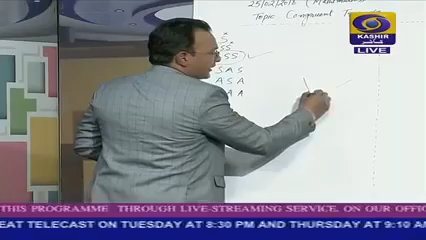 25/02/2018 (Mathematics
Topic Congruent
SSS) ✓
SAS
ASA
AA
KASHIR
LIVE
THIS PROGRAMME THROUGH LIVE-STREAMING SERVICE, ON OUR OFFIC
EAT TELECAST ON TUESDAY AT 8:30 PM AND THURSDAY AT 9:10 A